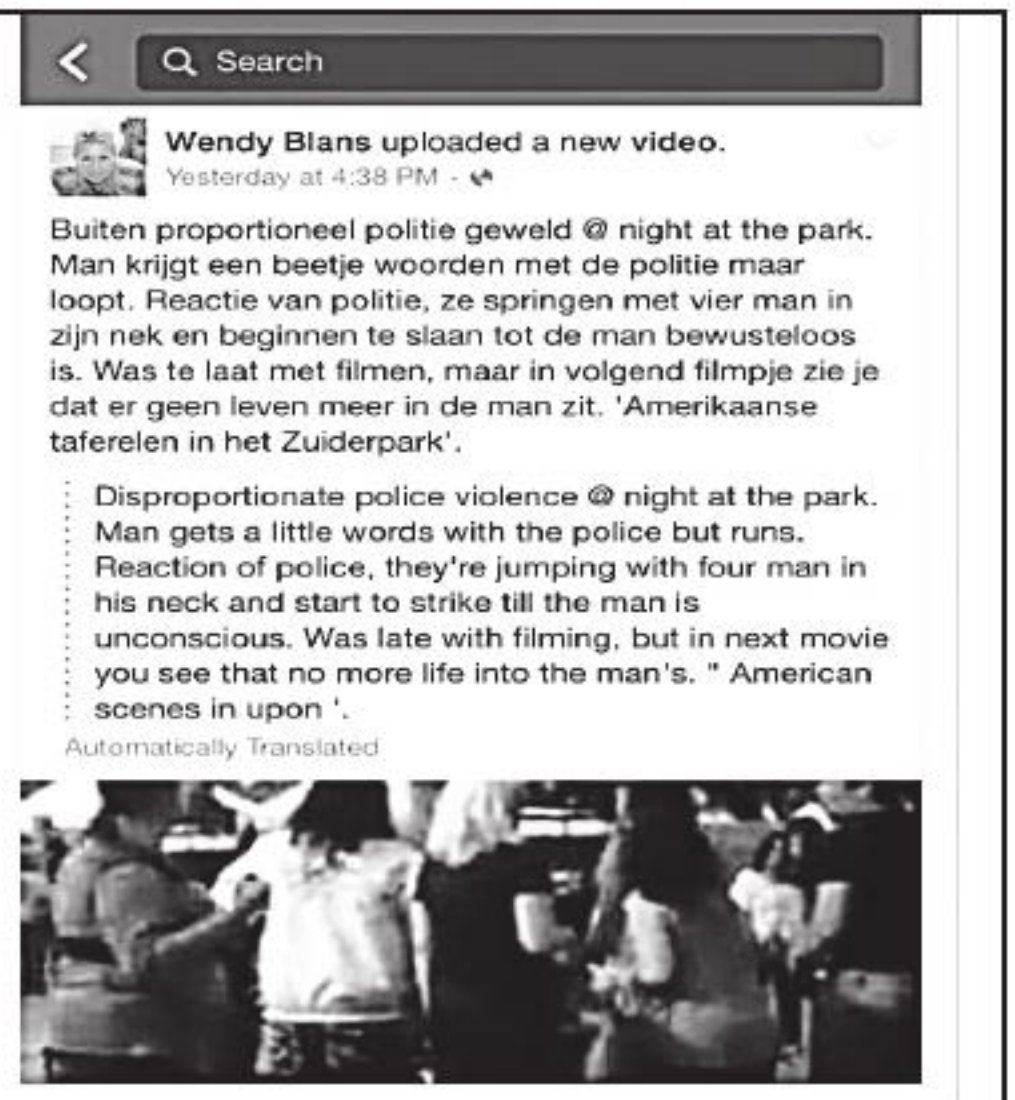 Search
Wendy Blans uploaded a new video.
Yesterday at 4:38 PM -
Buiten proportioneel politie geweld @ night at the park.
Man krijgt een beetje woorden met de politie maar
loopt. Reactie van politie, ze springen met vier man in
zijn nek en beginnen te slaan tot de man bewusteloos
is. Was te laat met filmen, maar in volgend filmpje zie je
dat er geen leven meer in de man zit. 'Amerikaanse
taferelen in het Zuiderpark'.
Disproportionate police violence @ night at the park.
Man gets a little words with the police but runs.
Reaction of police, they're jumping with four man in
his neck and start to strike till the man is
unconscious. Was late with filming, but in next movie
you see that no more life into the man's. " American
scenes in upon '.
Automatically Translated